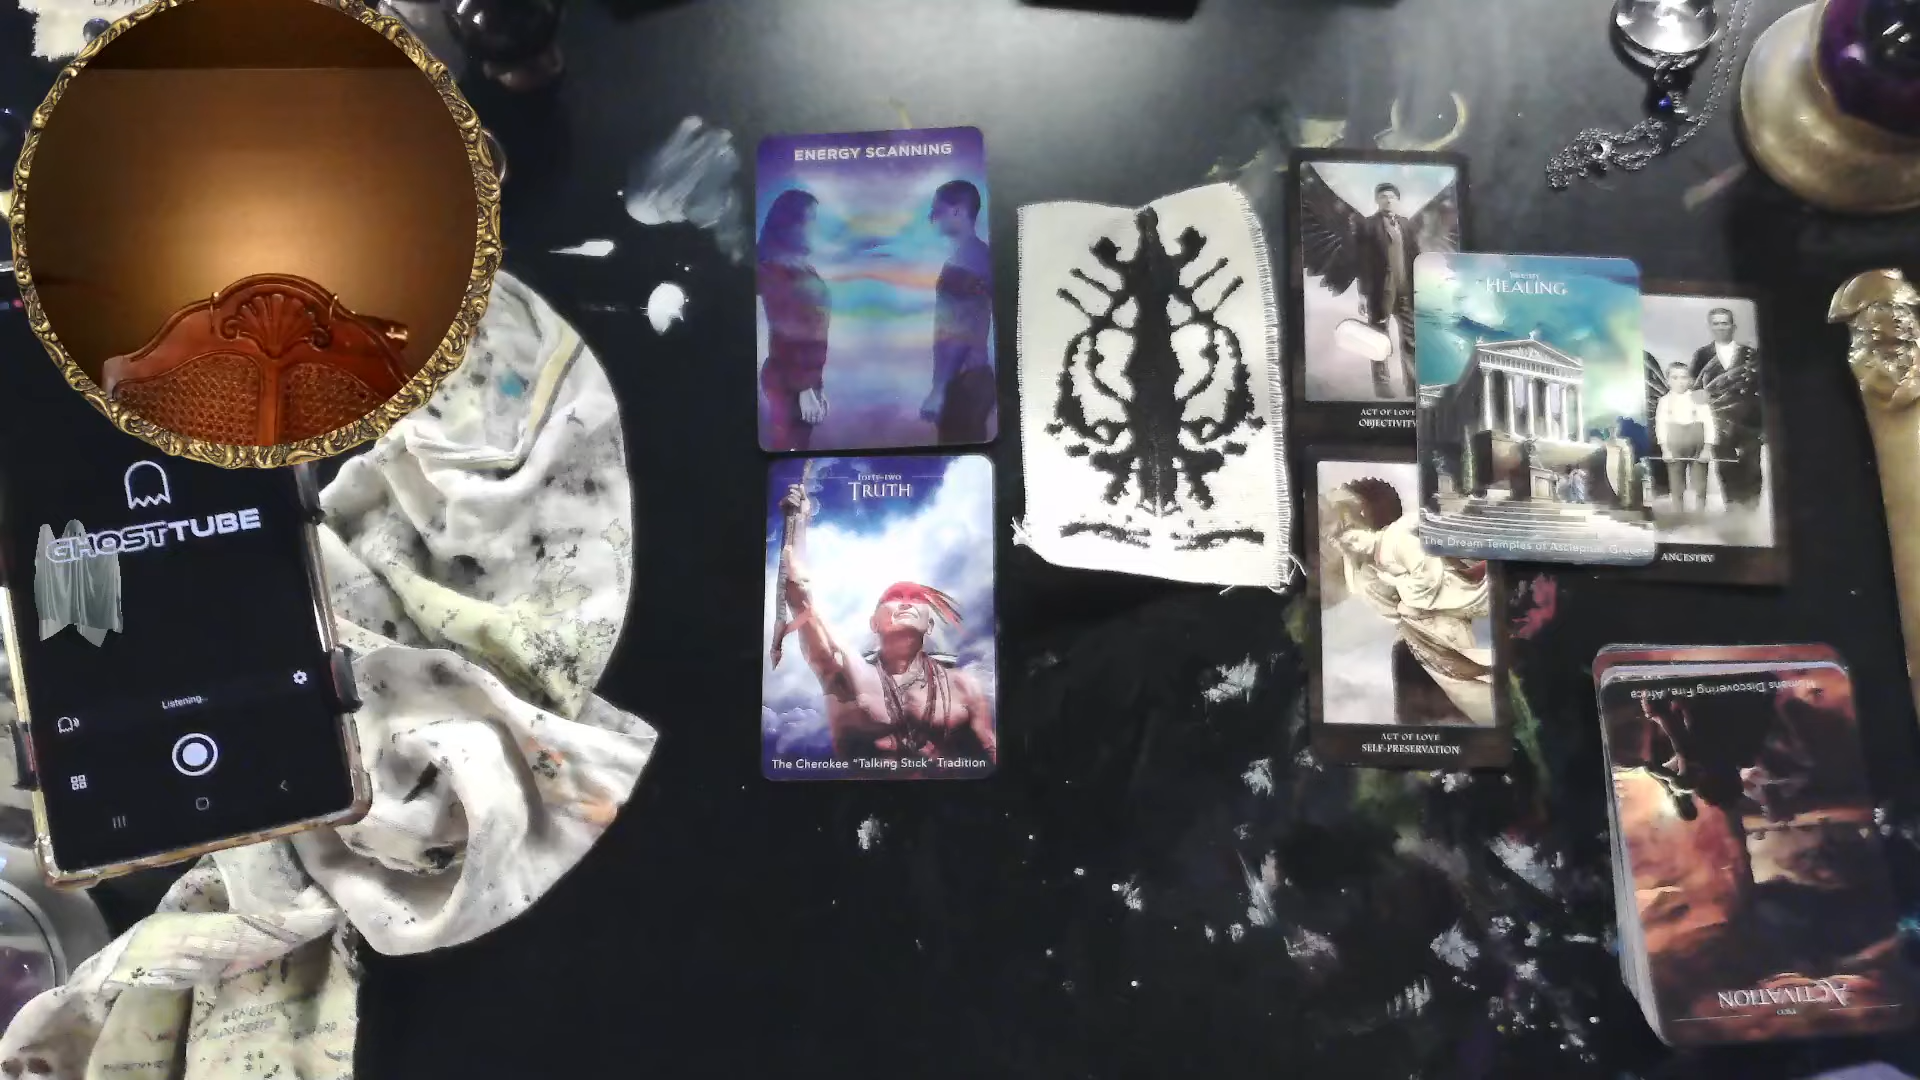 ENERGY SCANNING
FORTY-TWO
TRUTH
The Cherokee "Talking Stick" Tradition
ACT OF LOVE
OBJECTIVITY
HEALING
The Dream Temples of Asclepius, Greece
ANCESTRY
ACT OF LOVE
SELF-PRESERVATION
GHOSTTUBE
Listening...
Humans Discovering Fire, Africa
ACTIVATION